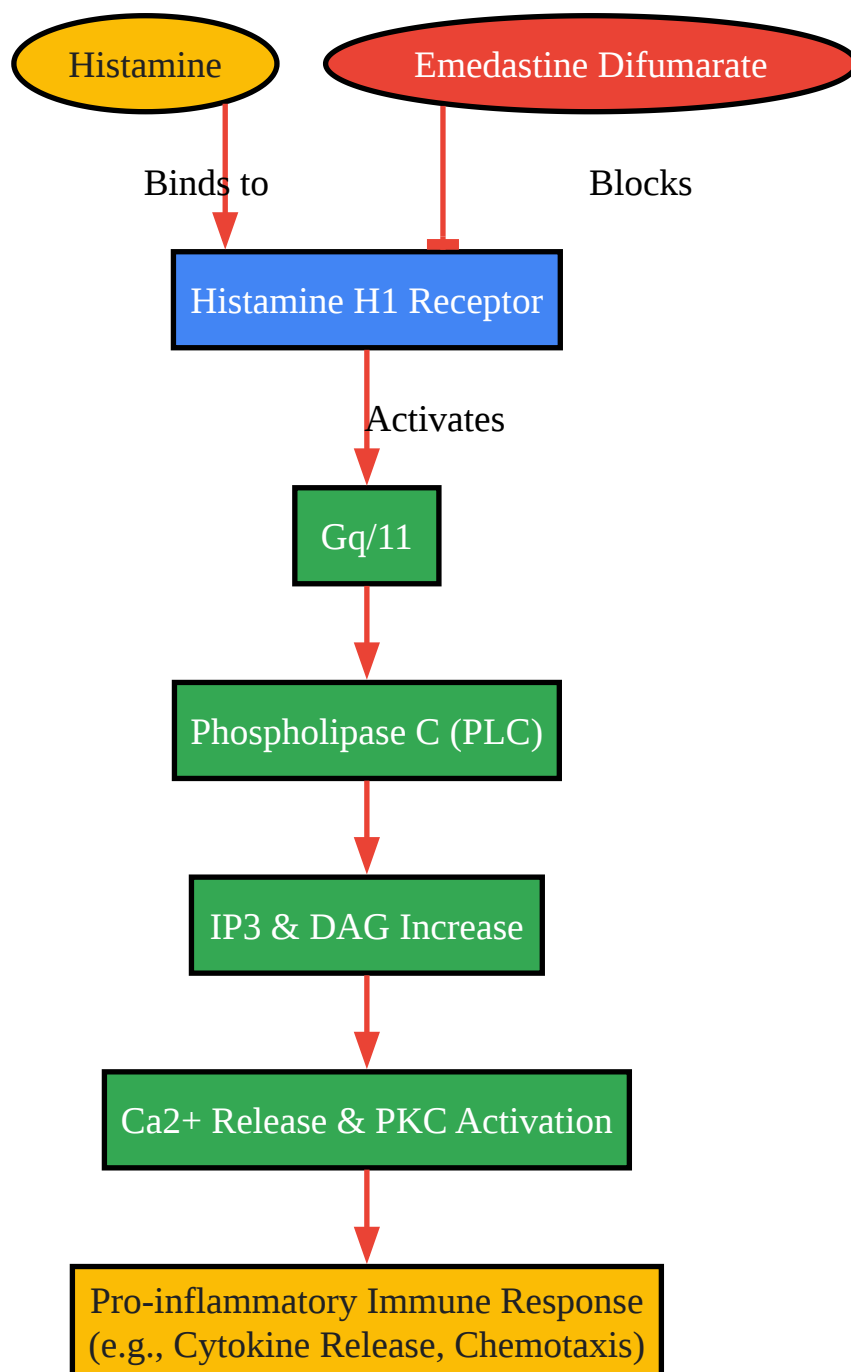 Histamine
Emedastine Difumarate
Binds to
Blocks
Histamine H1 Receptor
Activates
Gq/11
Phospholipase C (PLC)
IP3 & DAG Increase
Ca2+ Release & PKC Activation
Pro-inflammatory Immune Response
(e.g., Cytokine Release, Chemotaxis)